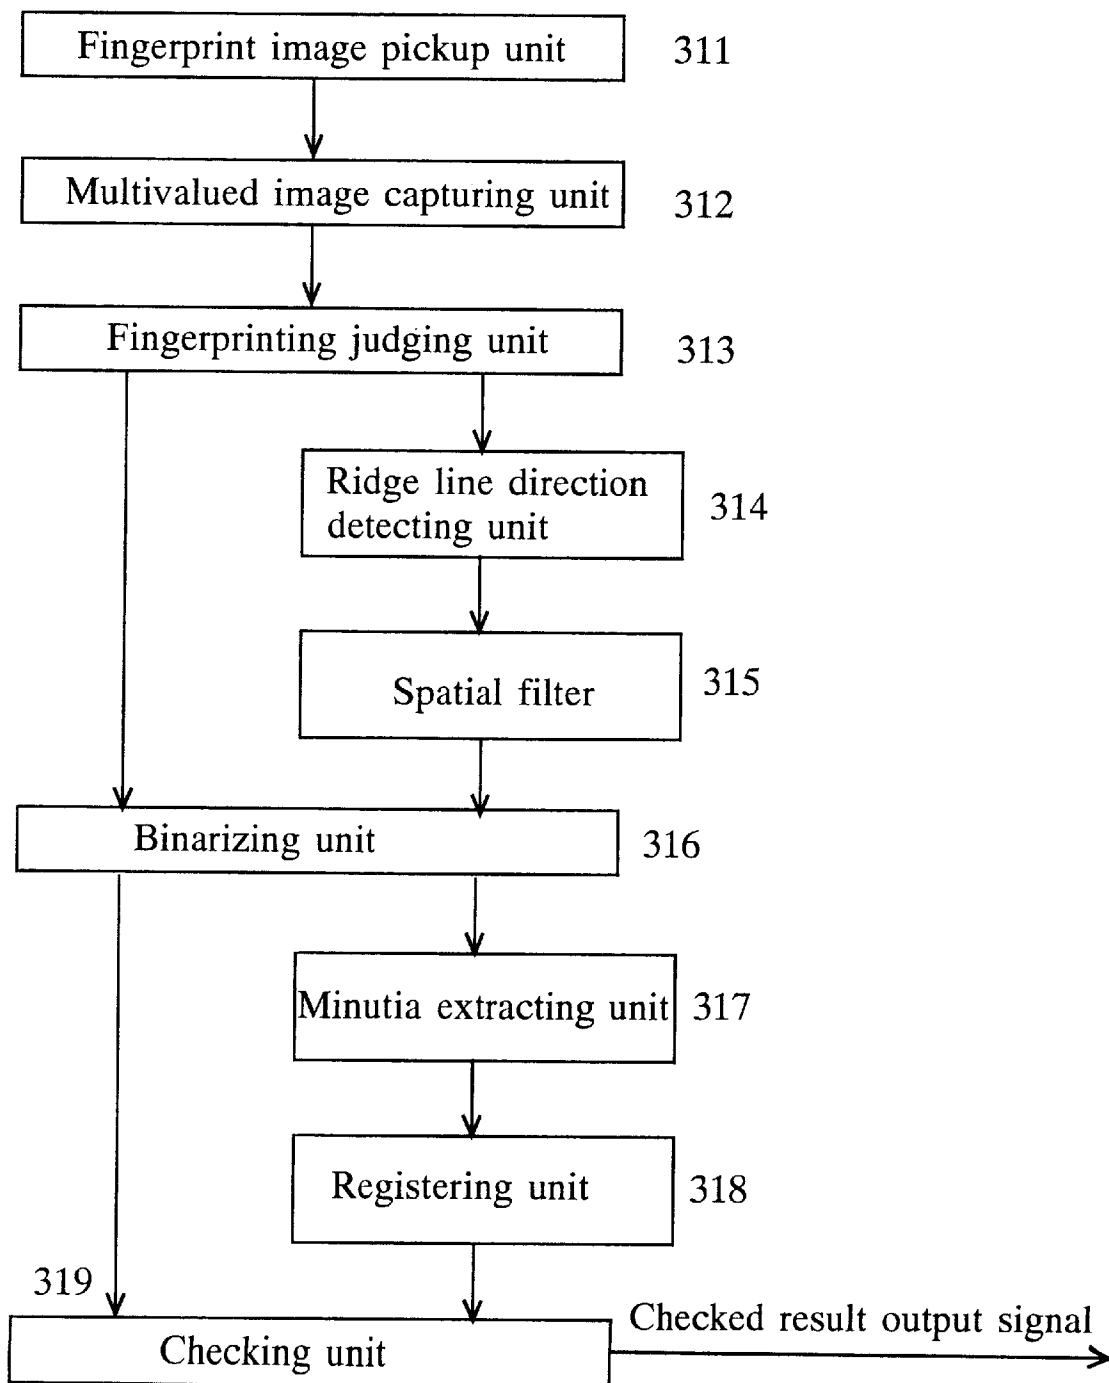 Fingerprint image pickup unit
311
Multivalued image capturing unit
312
Fingerprinting judging unit
313
Ridge line direction
detecting unit
314
Spatial filter
315
Binarizing unit
316
Minutia extracting unit
317
Registering unit
318
319
Checking unit
Checked result output signal